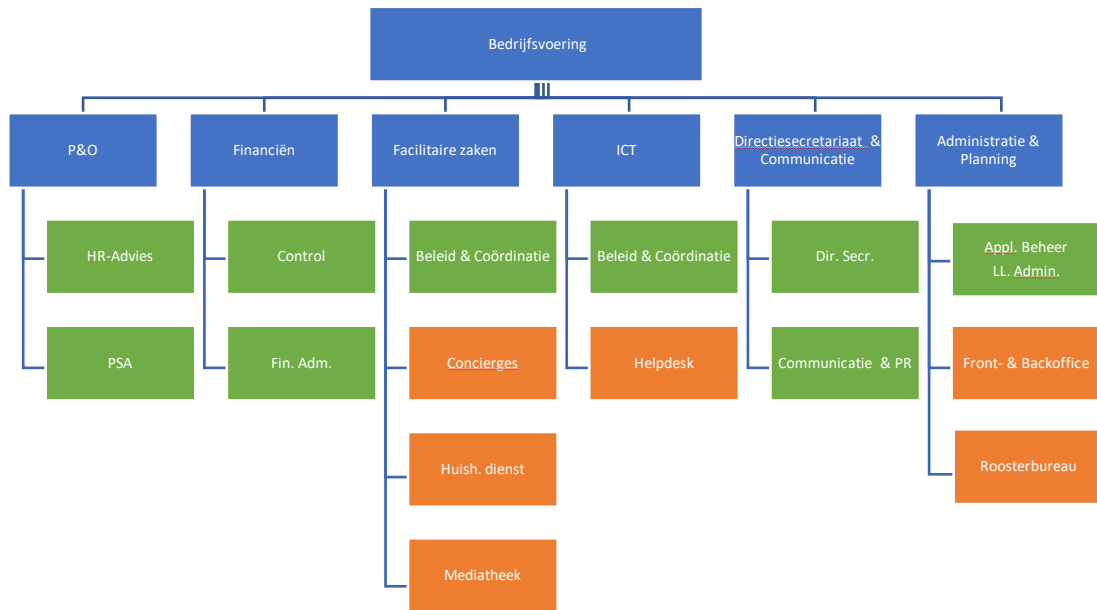 Bedrijfsvoering
P&O
Financiën
Facilitaire zaken
ICT
Directiesecretariaat &
Communicatie
Administratie &
Planning
HR-Advies
Control
Beleid & Coördinatie
Beleid & Coördinatie
Dir. Secr.
Appl. Beheer
LL. Admin.
PSA
Fin. Adm.
Concierges
Helpdesk
Communicatie & PR
Front- & Backoffice
Huish. dienst
Roosterbureau
Mediatheek